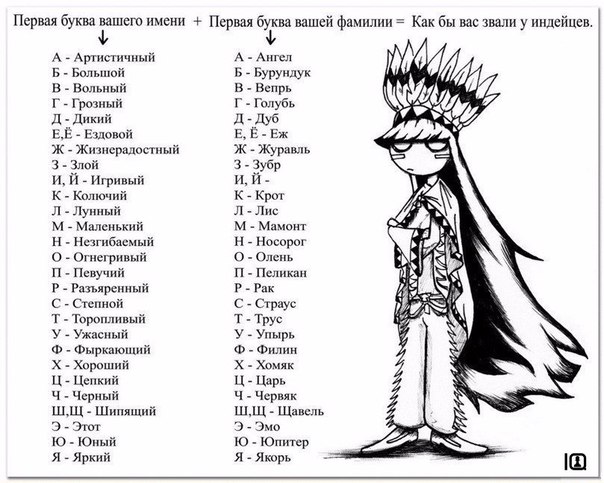 Первая буква вашего имени + Первая буква вашей фамилии = Как бы вас звали у индейцев.
А - Артистичный
Б - Большой
В - Вольный
Г - Грозный
Д - Дикий
Е,Ё - Ездовой
Ж - Жизнерадостный
З - Злой
И, Й - Игривый
К - Колючий
Л - Лунный
М - Маленький
Н - Незгибаемый
О - Огнегривый
П - Певучий
Р - Разъяренный
С - Степной
Т - Торопливый
У - Ужасный
Ф - Фыркающий
Х - Хороший
Ц - Цепкий
Ч - Черный
Ш,Щ - Шипящий
Э - Этот
Ю - Юный
Я - Яркий
А - Ангел
Б - Бурундук
В - Вепрь
Г - Голубь
Д - Дуб
Е, Ё - Еж
Ж - Журавль
З - Зубр
И, Й -
К - Крот
Л - Лис
М - Мамонт
Н - Носорог
О - Олень
П - Пеликан
Р - Рак
С - Страус
Т - Трус
У - Упырь
Ф - Филин
Х - Хомяк
Ц - Царь
Ч - Червяк
Ш,Щ - Щавель
Э - Эмо
Ю - Юпитер
Я - Якорь